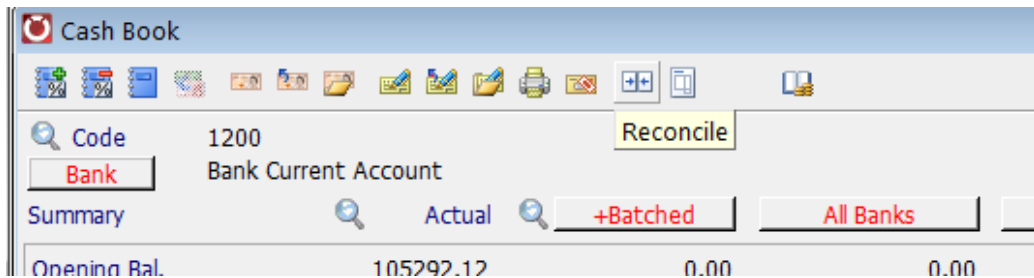 Cash Book
Reconcile
Code 1200
Bank Bank Current Account
Summary Actual +Batched All Banks
Opening Bal. 105292.12 0.00 0.00